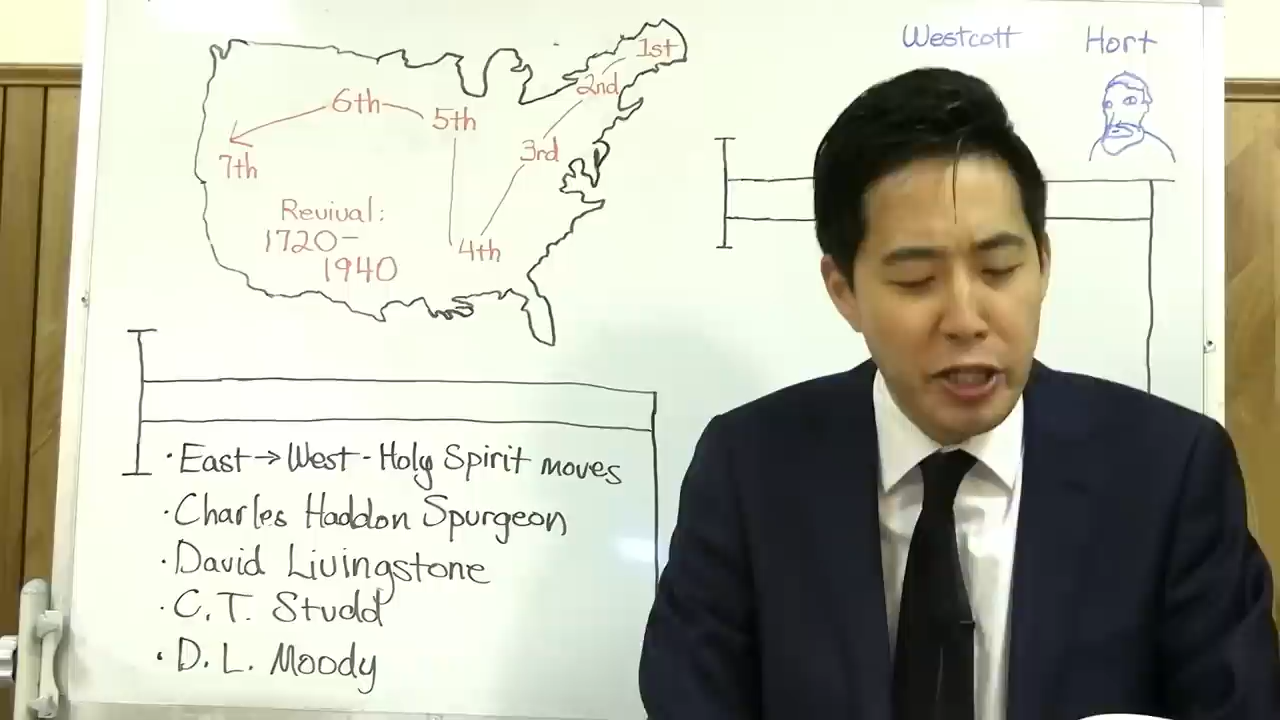 Westcott Hort
1st
2nd
6th
5th
3rd
7th
Revival:
1720-
1940
4th
· East → West - Holy Spirit moves
· Charles Haddon Spurgeon
· David Livingstone
· C.T. Studd
· D.L. Moody